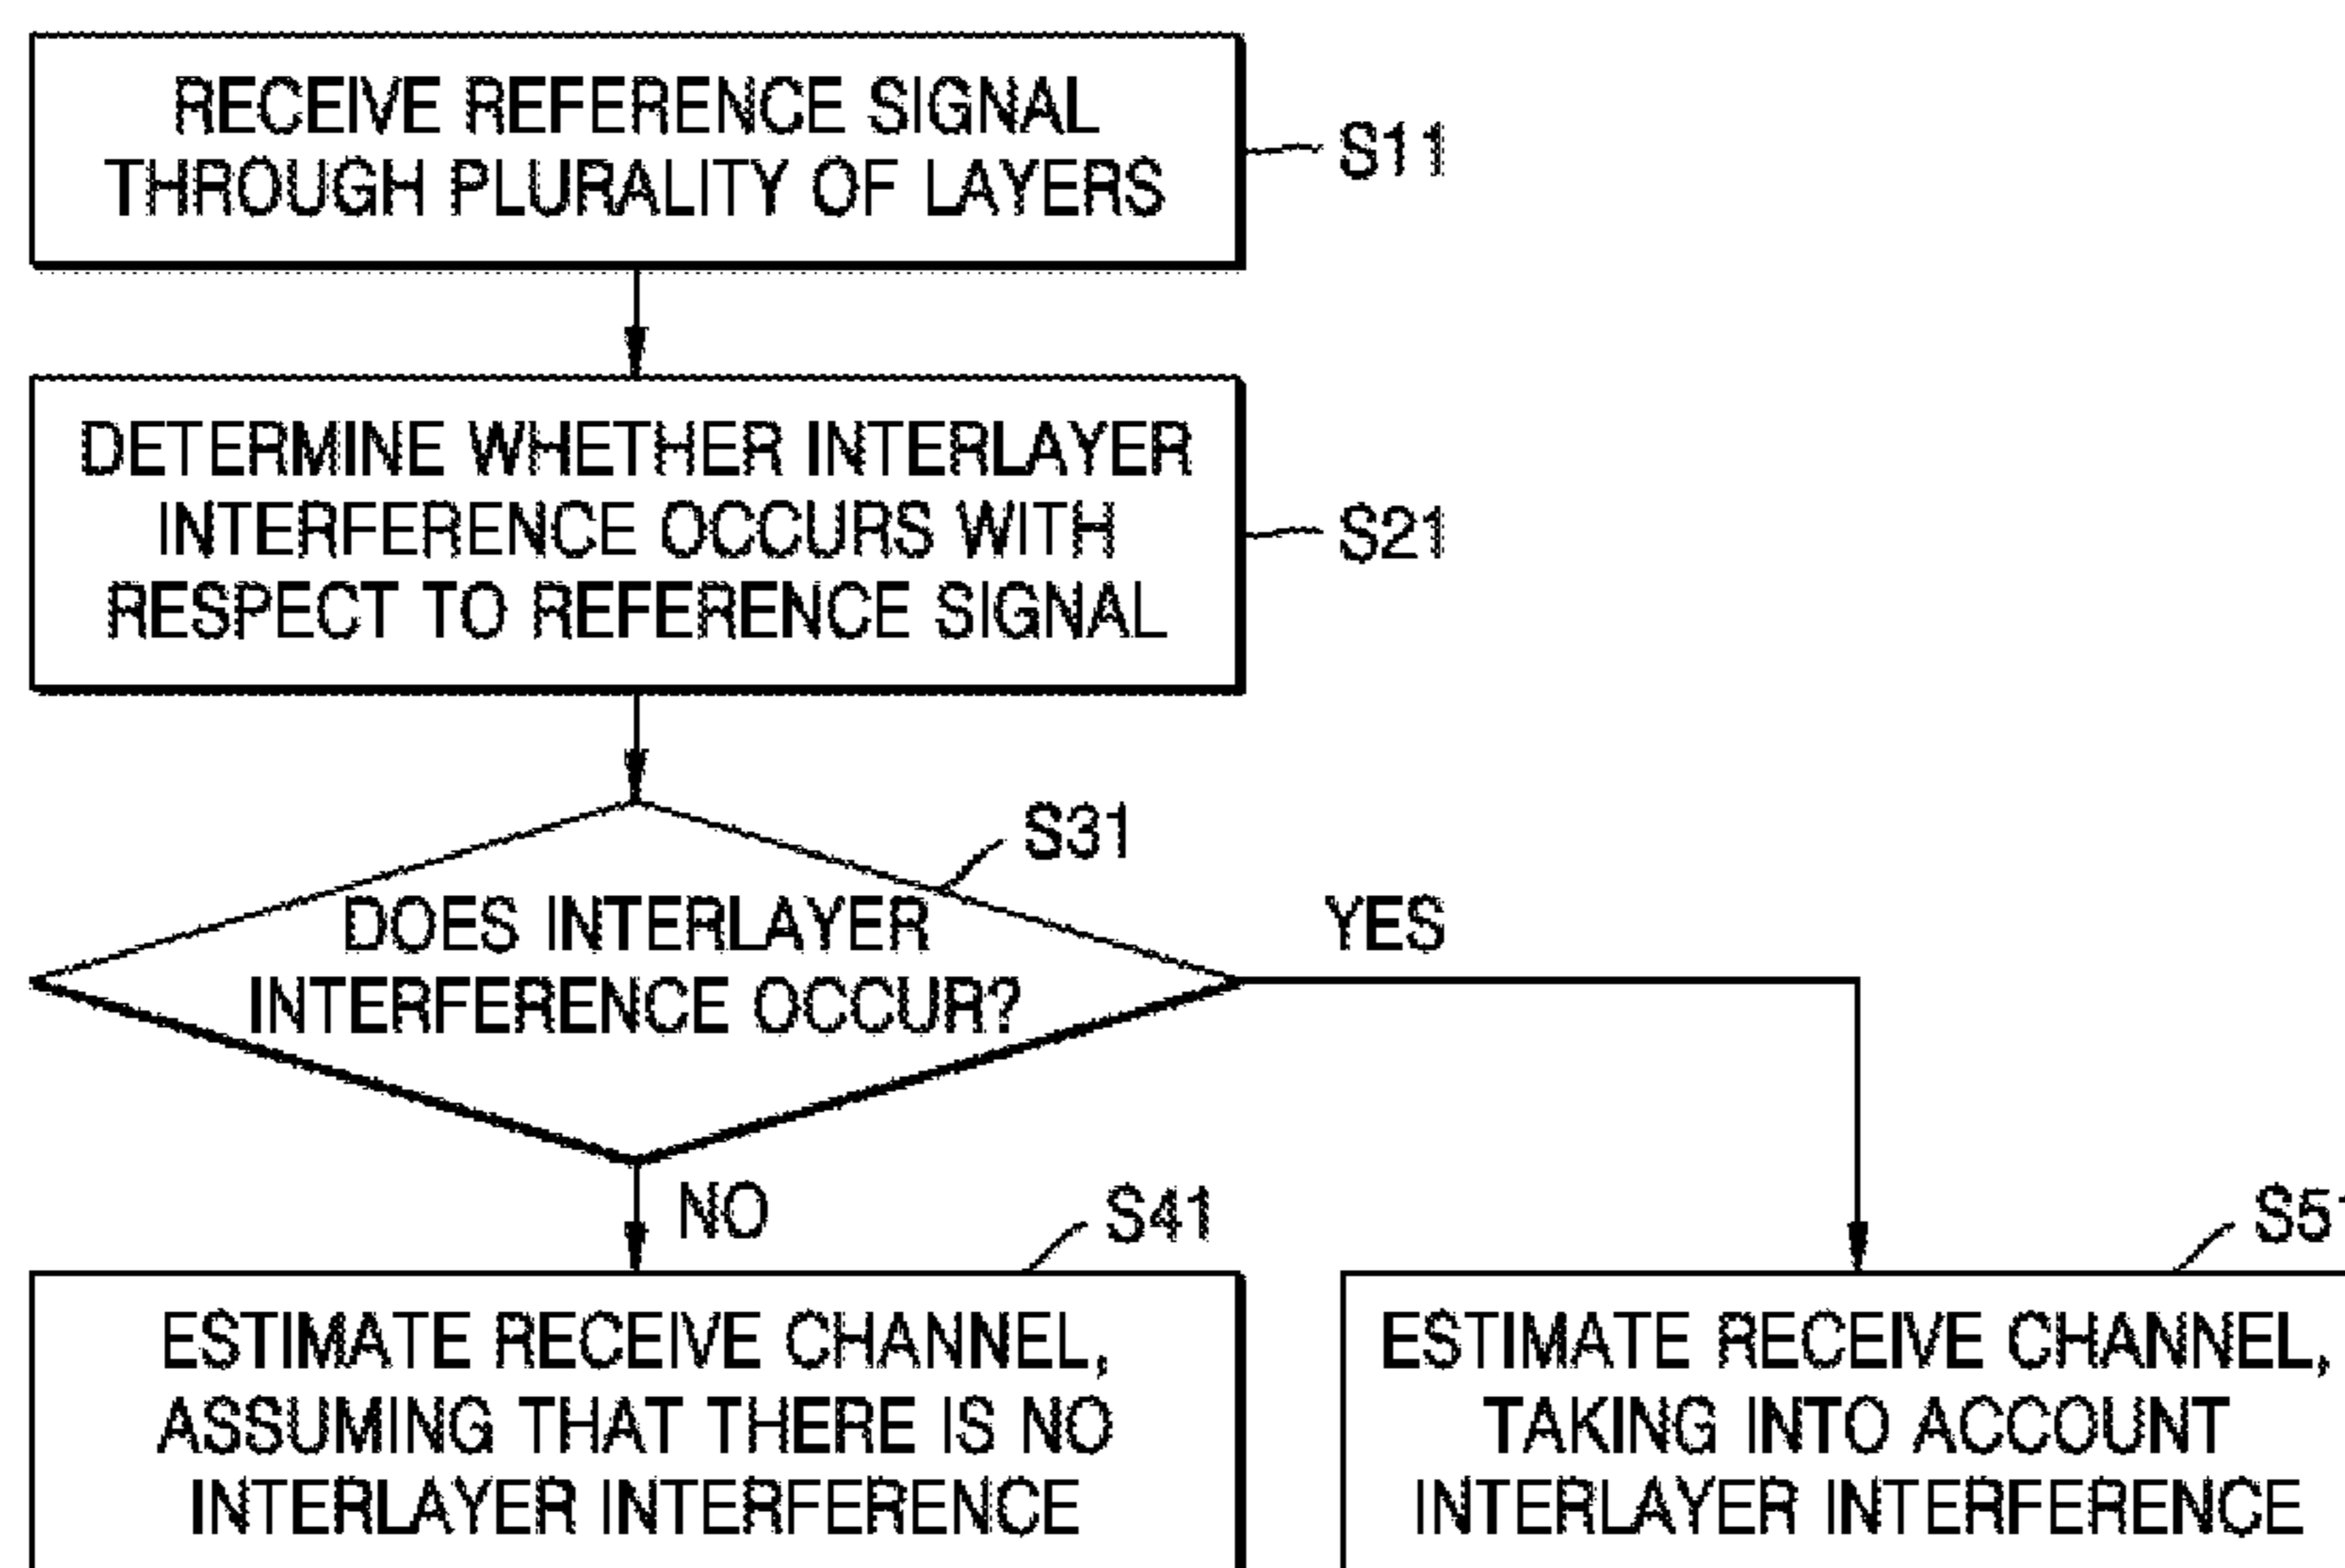 RECEIVE REFERENCE SIGNAL
THROUGH PLURALITY OF LAYERS
S11
DETERMINE WHETHER INTERLAYER
INTERFERENCE OCCURS WITH
RESPECT TO REFERENCE SIGNAL
S21
S31
DOES INTERLAYER
INTERFERENCE OCCUR?
YES
NO
S41
ESTIMATE RECEIVE CHANNEL,
ASSUMING THAT THERE IS NO
INTERLAYER INTERFERENCE
S51
ESTIMATE RECEIVE CHANNEL,
TAKING INTO ACCOUNT
INTERLAYER INTERFERENCE